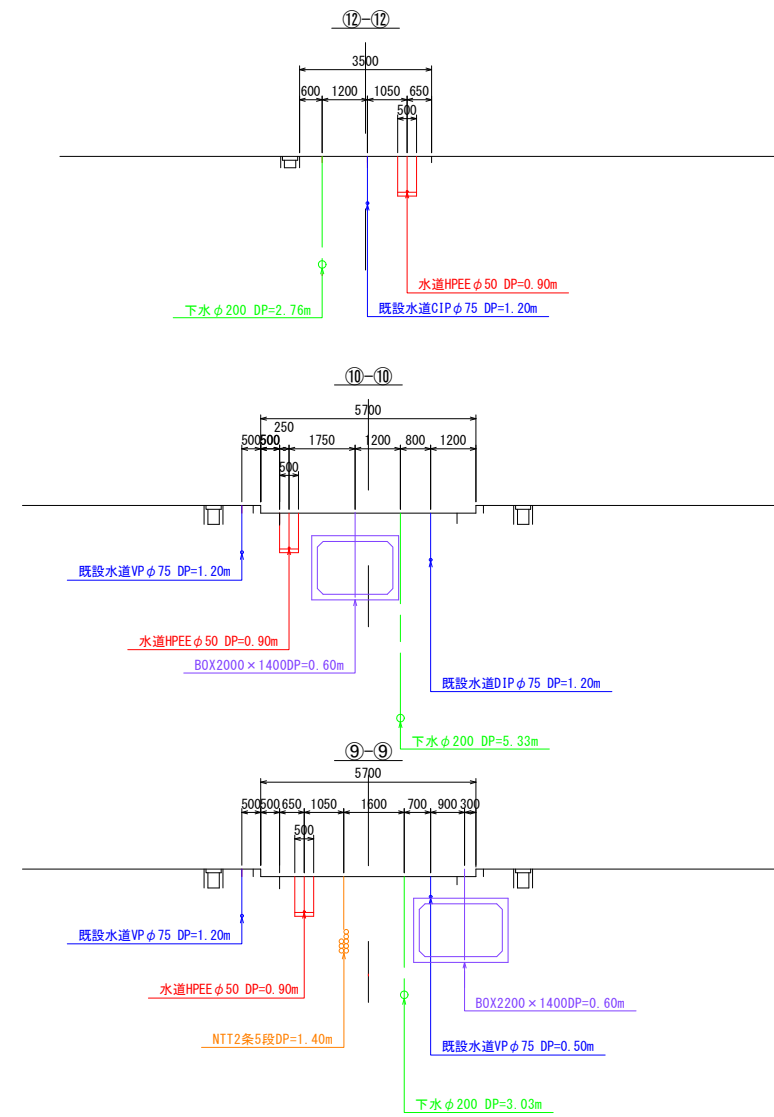 ⑫-⑫
3500
600 1200 1050 650
500
水道HPEEφ50 DP=0.90m
下水φ200 DP=2.76m
既設水道CIPφ75 DP=1.20m
⑩-⑩
5700
250
500 500 1750 1200 800 1200
500
既設水道VPφ75 DP=1.20m
水道HPEEφ50 DP=0.90m
BOX2000×1400DP=0.60m
既設水道DIPφ75 DP=1.20m
下水φ200 DP=5.33m
⑨-⑨
5700
500 500 650 1050 1600 700 900 300
500
既設水道VPφ75 DP=1.20m
水道HPEEφ50 DP=0.90m
BOX2200×1400DP=0.60m
NTT2条5段DP=1.40m
既設水道VPφ75 DP=0.50m
下水φ200 DP=3.03m